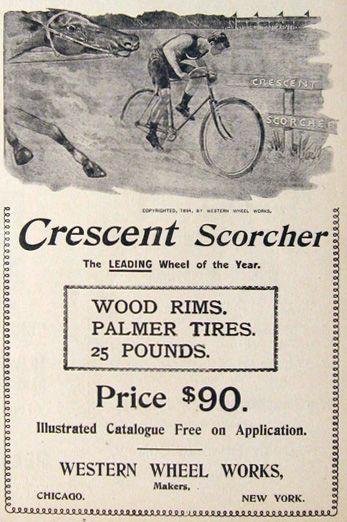 CRESCENT
SCORCHER
COPYRIGHTED, 1894, BY WESTERN WHEEL WORKS.
Crescent Scorcher
The LEADING Wheel of the Year.
WOOD RIMS.
PALMER TIRES.
25 POUNDS.
Price $90.
Illustrated Catalogue Free on Application.
WESTERN WHEEL WORKS,
Makers,
CHICAGO. NEW YORK.